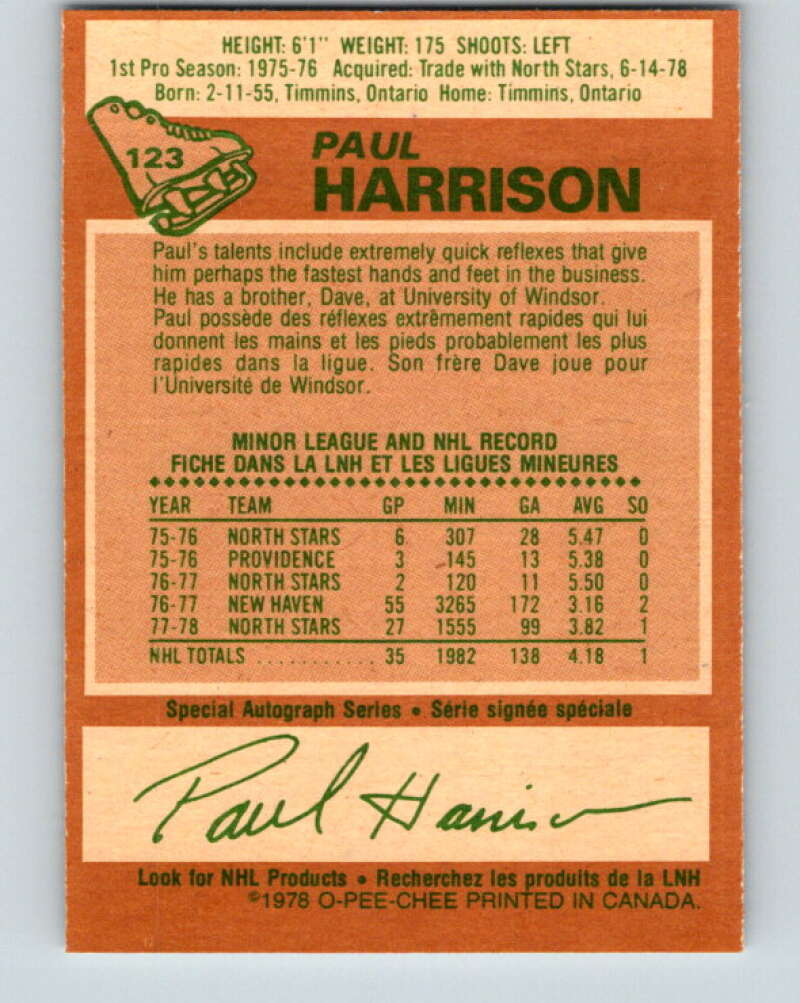 HEIGHT: 6'1" WEIGHT: 175 SHOOTS: LEFT
1st Pro Season: 1975-76 Acquired: Trade with North Stars, 6-14-78
Born: 2-11-55, Timmins, Ontario Home: Timmins, Ontario
123
PAUL
HARRISON
Paul's talents include extremely quick reflexes that give
him perhaps the fastest hands and feet in the business.
He has a brother, Dave, at University of Windsor.
Paul possède des réflexes extrêmement rapides qui lui
donnent les mains et les pieds probablement les plus
rapides dans la ligue. Son frère Dave joue pour
l'Université de Windsor.
MINOR LEAGUE AND NHL RECORD
FICHE DANS LA LNH ET LES LIGUES MINEURES
YEAR TEAM GP MIN GA AVG SO
75-76 NORTH STARS 6 307 28 5.47 0
75-76 PROVIDENCE 3 145 13 5.38 0
76-77 NORTH STARS 2 120 11 5.50 0
76-77 NEW HAVEN 55 3265 172 3.16 2
77-78 NORTH STARS 27 1555 99 3.82 1
NHL TOTALS ............ 35 1982 138 4.18 1
Special Autograph Series • Série signée spéciale
Paul Harrison
Look for NHL Products • Recherchez les produits de la LNH
©1978 O-PEE-CHEE PRINTED IN CANADA.